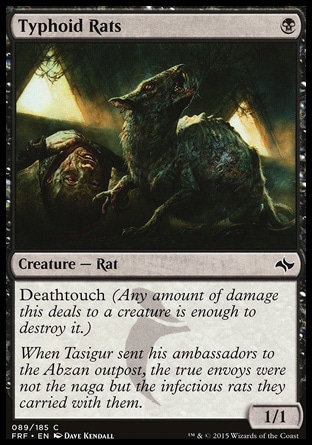 Typhoid Rats
Creature — Rat
Deathtouch (Any amount of damage
this deals to a creature is enough to
destroy it.)
When Tasigur sent his ambassadors to
the Abzan outpost, the true envoys were
not the naga but the infectious rats they
carried with them.
1/1
089/185 C
FRF • EN DAVE KENDALL
™ & © 2015 Wizards of the Coast